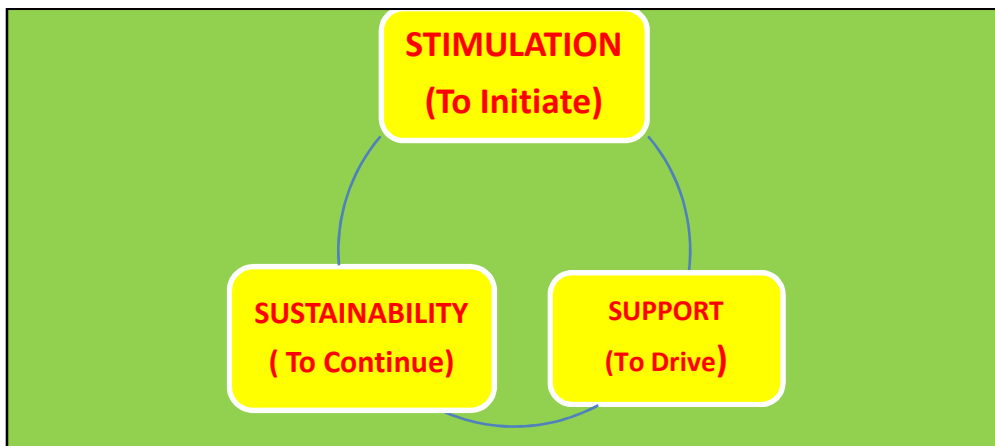 STIMULATION
(To Initiate)
SUSTAINABILITY
( To Continue)
SUPPORT
(To Drive)